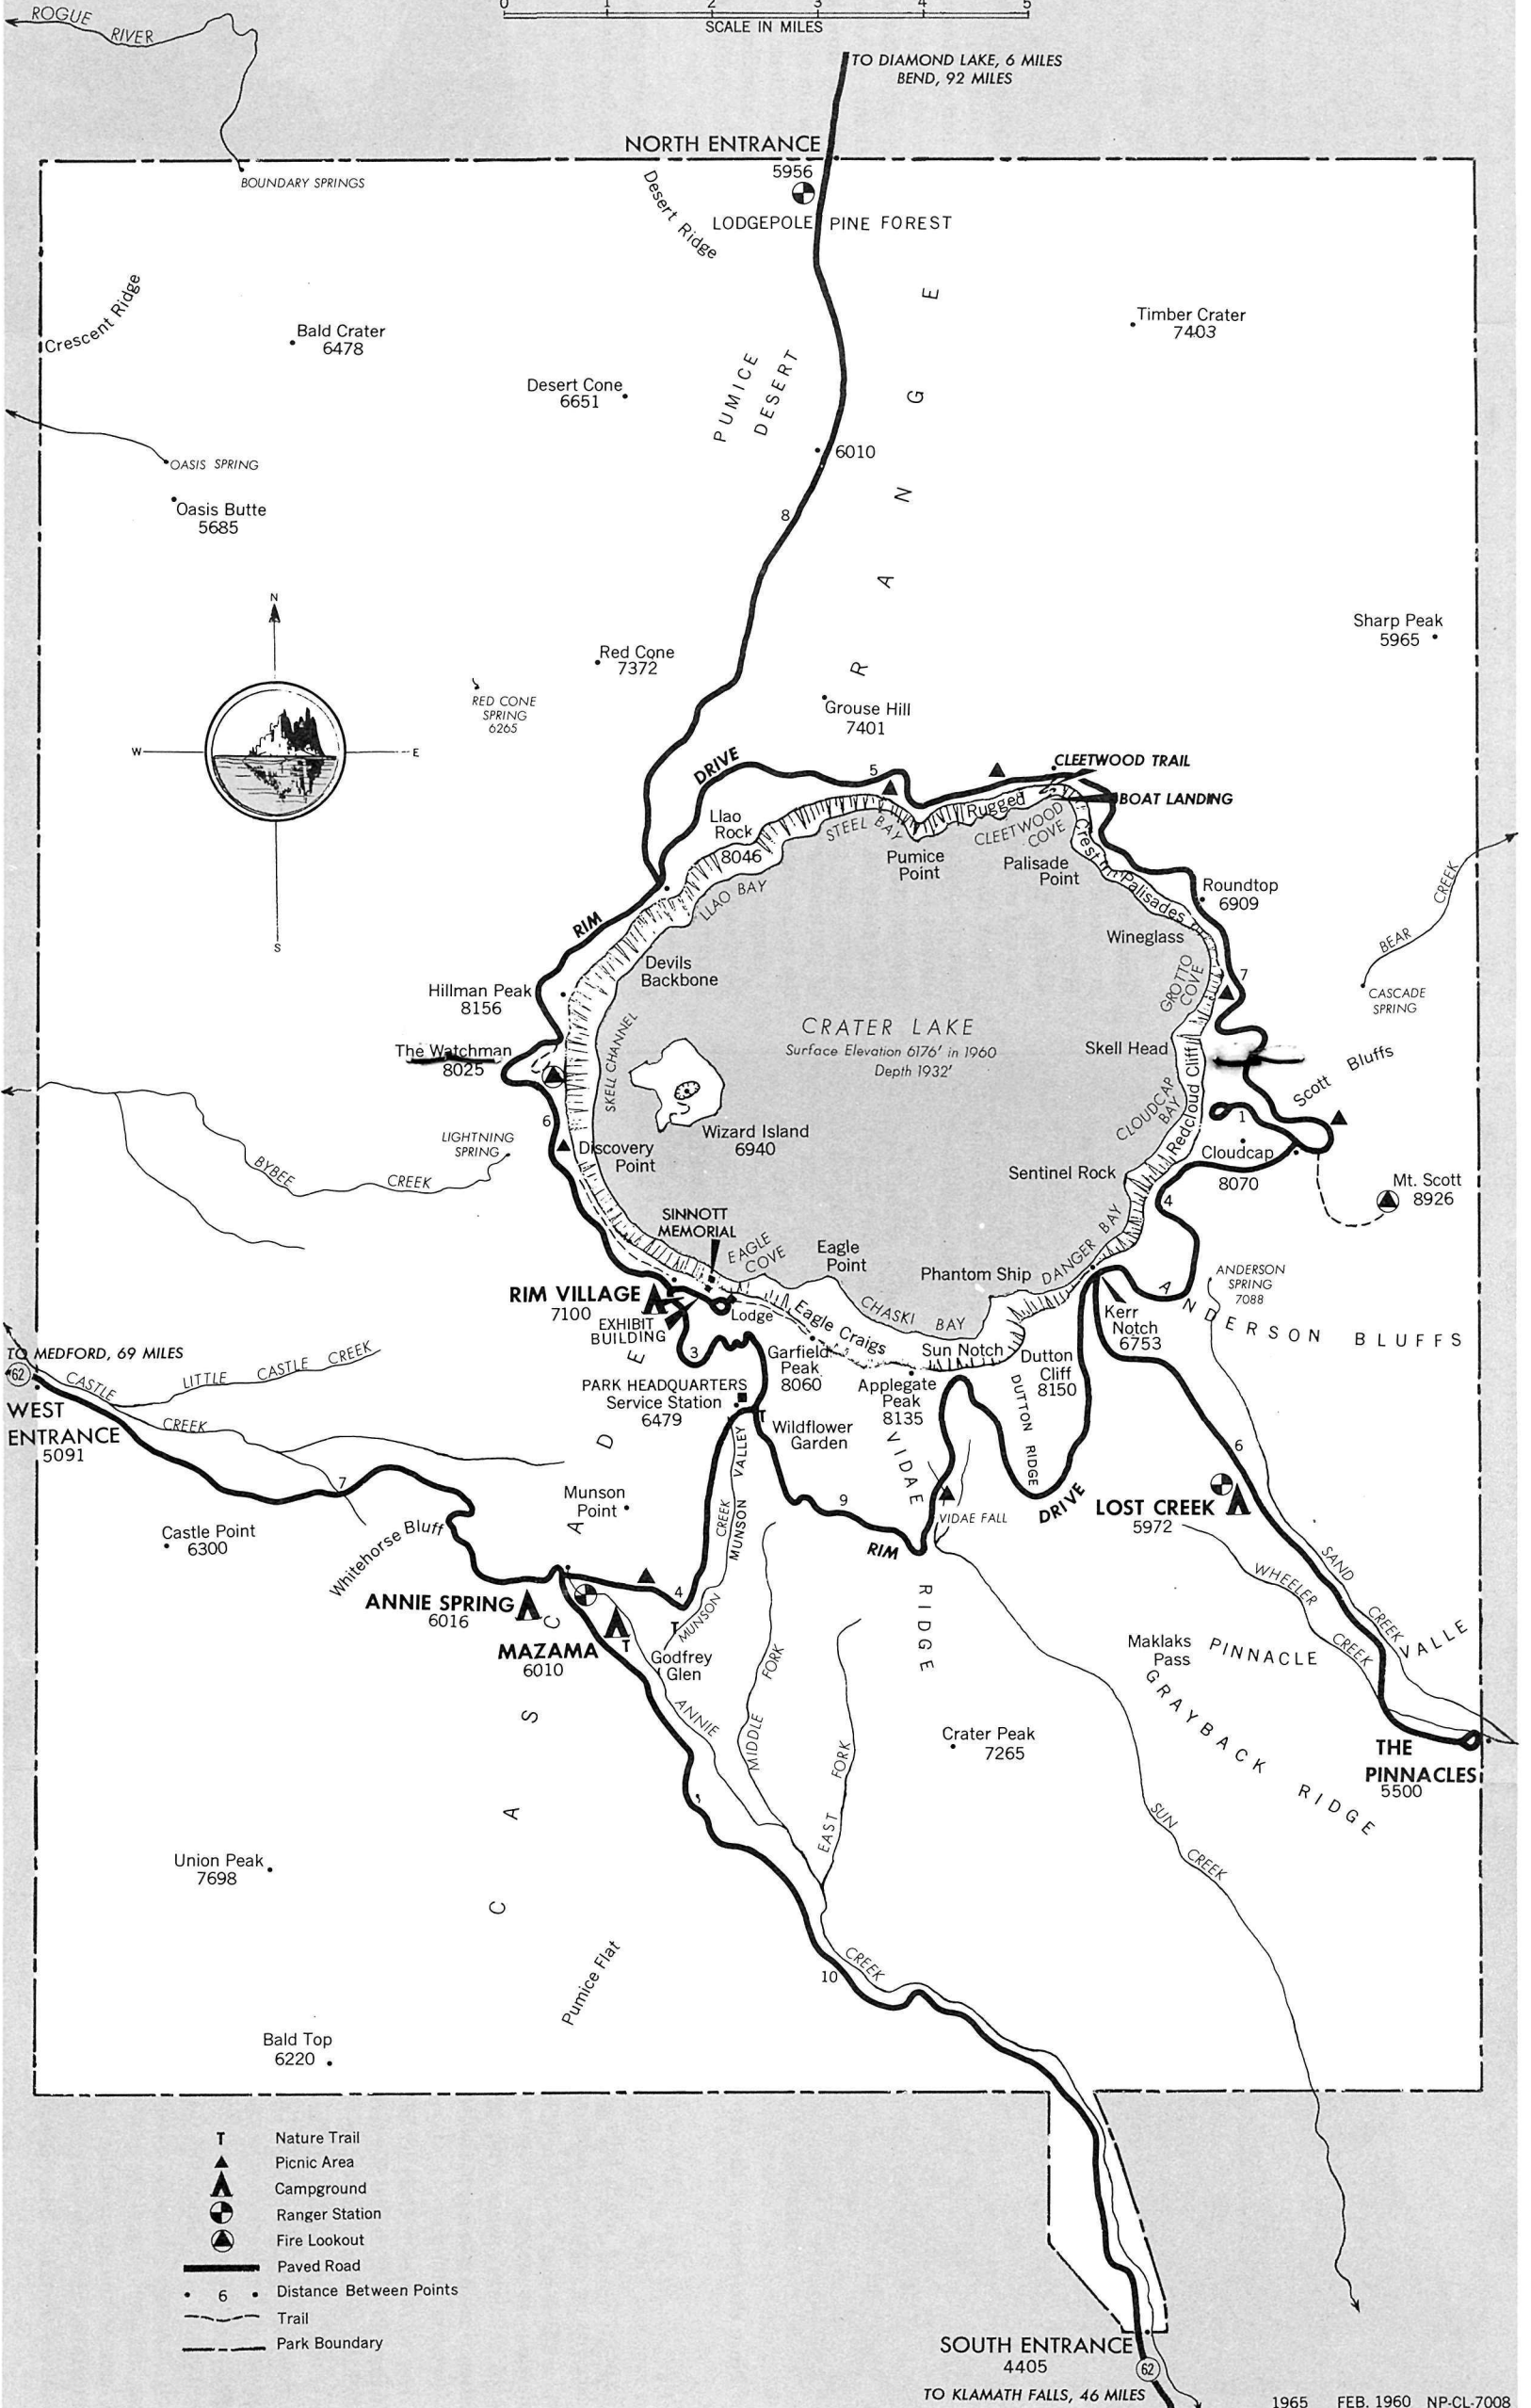 0 1 2 3 4 5
SCALE IN MILES
ROGUE
RIVER
TO DIAMOND LAKE, 6 MILES
BEND, 92 MILES
NORTH ENTRANCE
5956
BOUNDARY SPRINGS
Desert Ridge
LODGEPOLE PINE FOREST
Crescent Ridge
Bald Crater
6478
Timber Crater
7403
Desert Cone
6651
PUMICE
DESERT
6010
OASIS SPRING
Oasis Butte
5685
8
N
W
E
S
Sharp Peak
5965
Red Cone
7372
RED CONE
SPRING
6265
Grouse Hill
7401
CASCADE RANGE
DRIVE
5
CLEETWOOD TRAIL
BOAT LANDING
Rugged
Crest
Llao
Rock
8046
STEEL BAY
CLEETWOOD
COVE
Pumice
Point
Palisade
Point
Palisades
LLAO BAY
Roundtop
6909
RIM
Wineglass
BEAR
CREEK
CASCADE
SPRING
Devils
Backbone
GROTTO
COVE
7
Hillman Peak
8156
CRATER LAKE
Surface Elevation 6176' in 1960
Depth 1932'
The Watchman
8025
SKELL CHANNEL
Skell Head
Redcloud Cliff
Scott Bluffs
CLOUDCAP
BAY
1
6
Wizard Island
6940
LIGHTNING
SPRING
Discovery
Point
Cloudcap
8070
BYBEE
CREEK
Sentinel Rock
Mt. Scott
8926
4
SINNOTT
MEMORIAL
EAGLE
COVE
Eagle
Point
Phantom Ship
DANGER BAY
ANDERSON
SPRING
7088
RIM VILLAGE
7100
EXHIBIT
BUILDING
Lodge
Eagle Craigs
CHASKI BAY
Kerr
Notch
6753
ANDERSON BLUFFS
TO MEDFORD, 69 MILES
62
LITTLE CASTLE CREEK
3
Garfield
Peak
8060
Sun Notch
Dutton
Cliff
8150
CASTLE
CREEK
WEST
ENTRANCE
5091
PARK HEADQUARTERS
Service Station
6479
Applegate
Peak
8135
T
Wildflower
Garden
DUTTON RIDGE
6
7
Munson
Point
MUNSON VALLEY
CREEK
MUNSON
9
VIDAE RIDGE
VIDAE FALL
DRIVE
LOST CREEK
5972
Castle Point
6300
Whitehorse Bluff
RIM
SAND
CREEK
WHEELER
CREEK
ANNIE SPRING
6016
4
T
MAZAMA
6010
T
Godfrey
Glen
Maklaks
Pass
PINNACLE VALLE
ANNIE
MIDDLE
FORK
EAST
FORK
GRAYBACK RIDGE
Crater Peak
7265
THE
PINNACLES
5500
SUN
CREEK
Union Peak
7698
Pumice Flat
10
CREEK
Bald Top
6220
T Nature Trail
Picnic Area
Campground
Ranger Station
Fire Lookout
Paved Road
6 Distance Between Points
Trail
Park Boundary
SOUTH ENTRANCE
4405
62
TO KLAMATH FALLS, 46 MILES
1965 FEB. 1960 NP-CL-7008